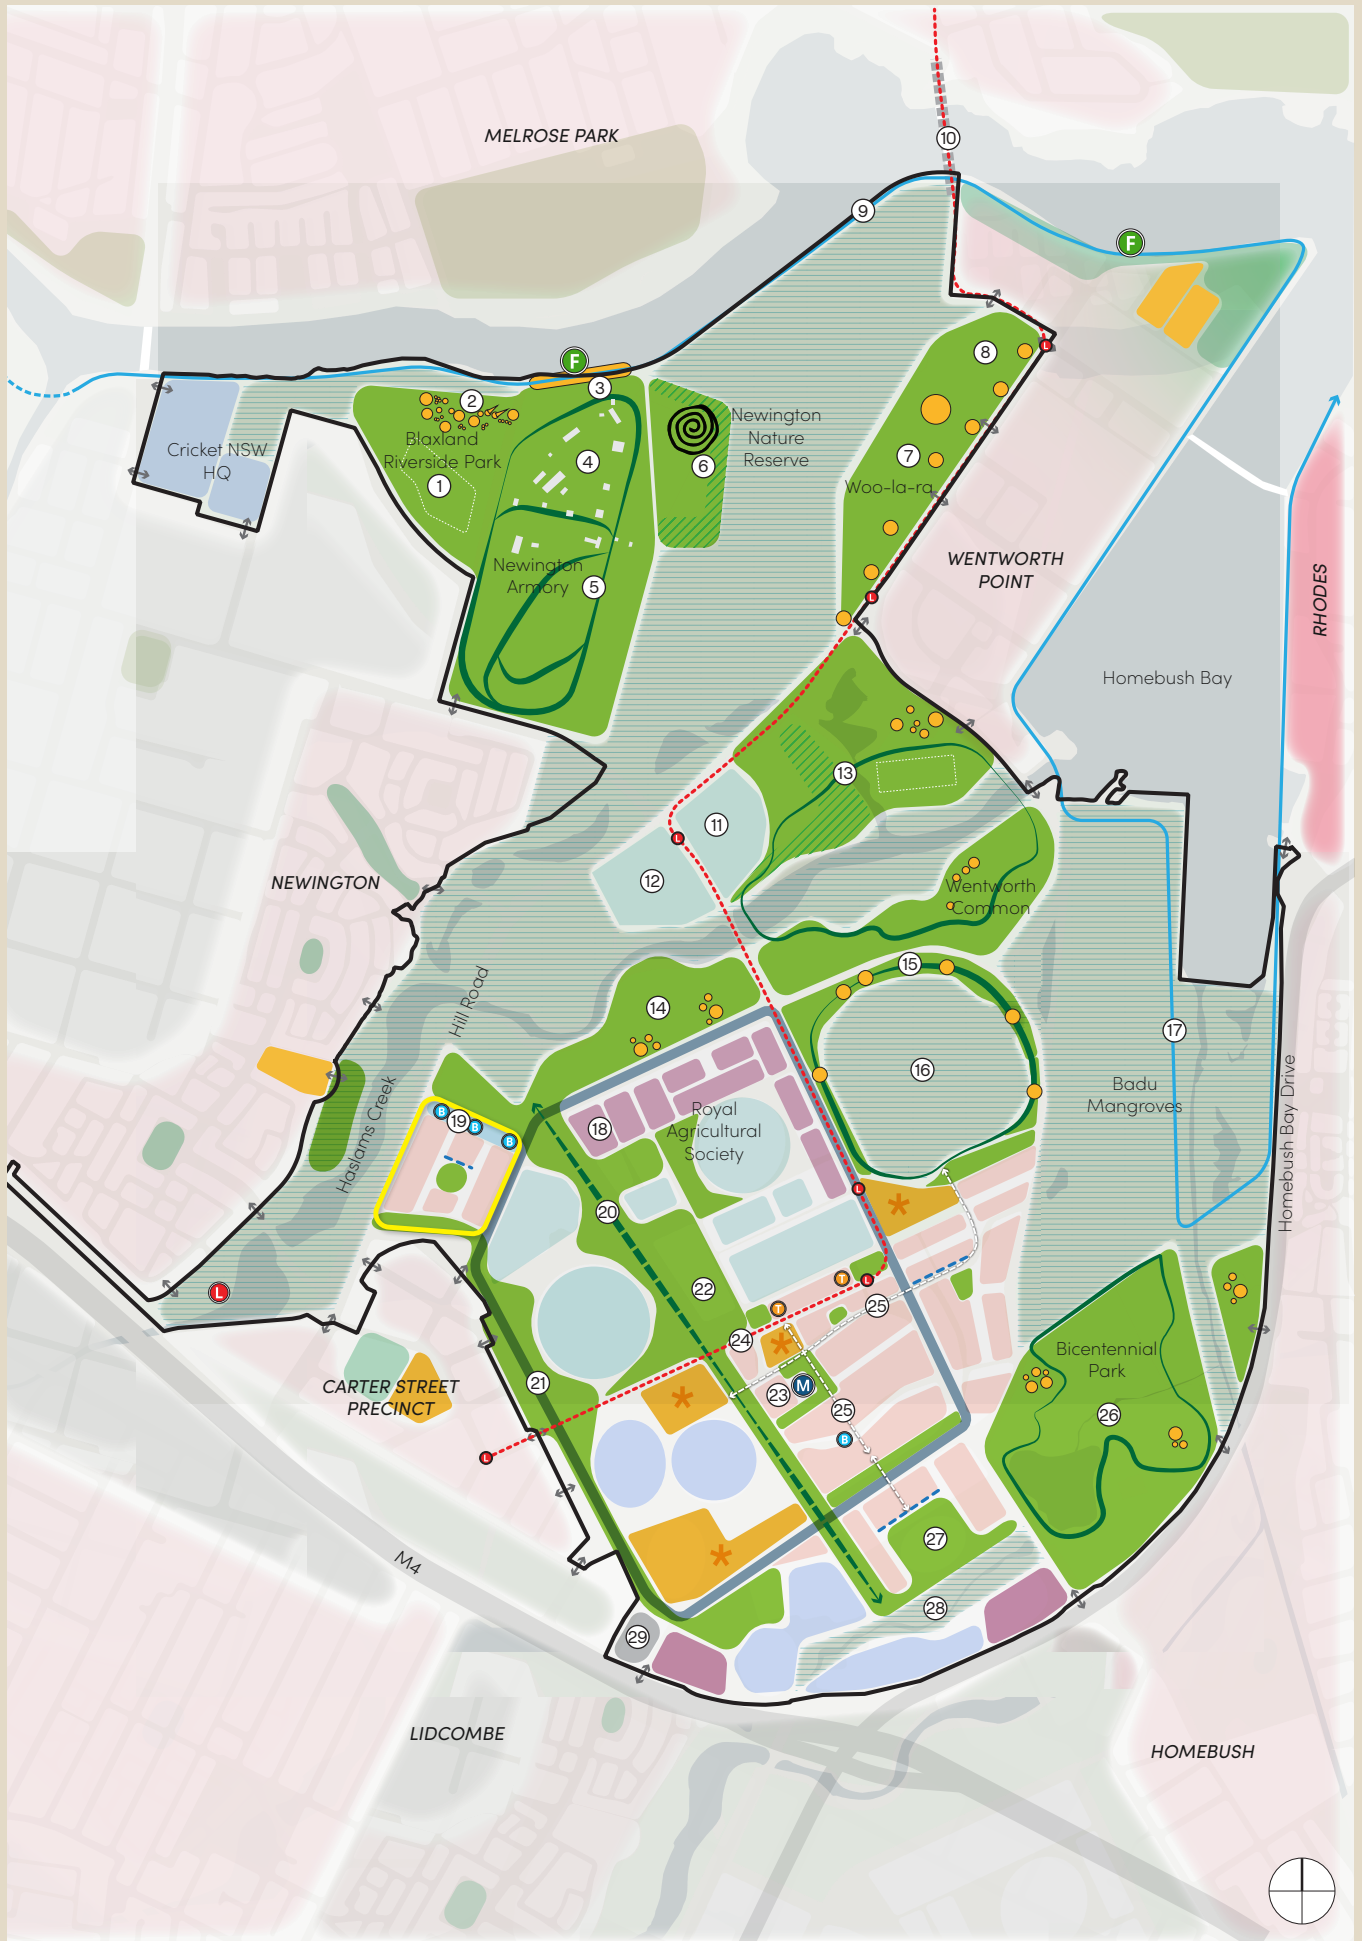 10
MELROSE PARK
9
F
F
8
3
2
Blaxland
Riverside Park
1
4
Newington
Nature
Reserve
6
Cricket NSW
HQ
7
Woo-la-ra
L
WENTWORTH
POINT
Newington
Armory
5
L
RHODES
Homebush Bay
13
11
L
12
NEWINGTON
Wentworth
Common
15
14
Hill Road
17
16
Badu
Mangroves
Homebush Bay Drive
Haslams Creek
B
19
B
B
18
Royal
Agricultural
Society
L
20
22
T
L
T
25
24
L
Bicentennial
Park
26
CARTER STREET
PRECINCT
21
23
M
25
B
L
27
M4
28
29
LIDCOMBE
HOMEBUSH